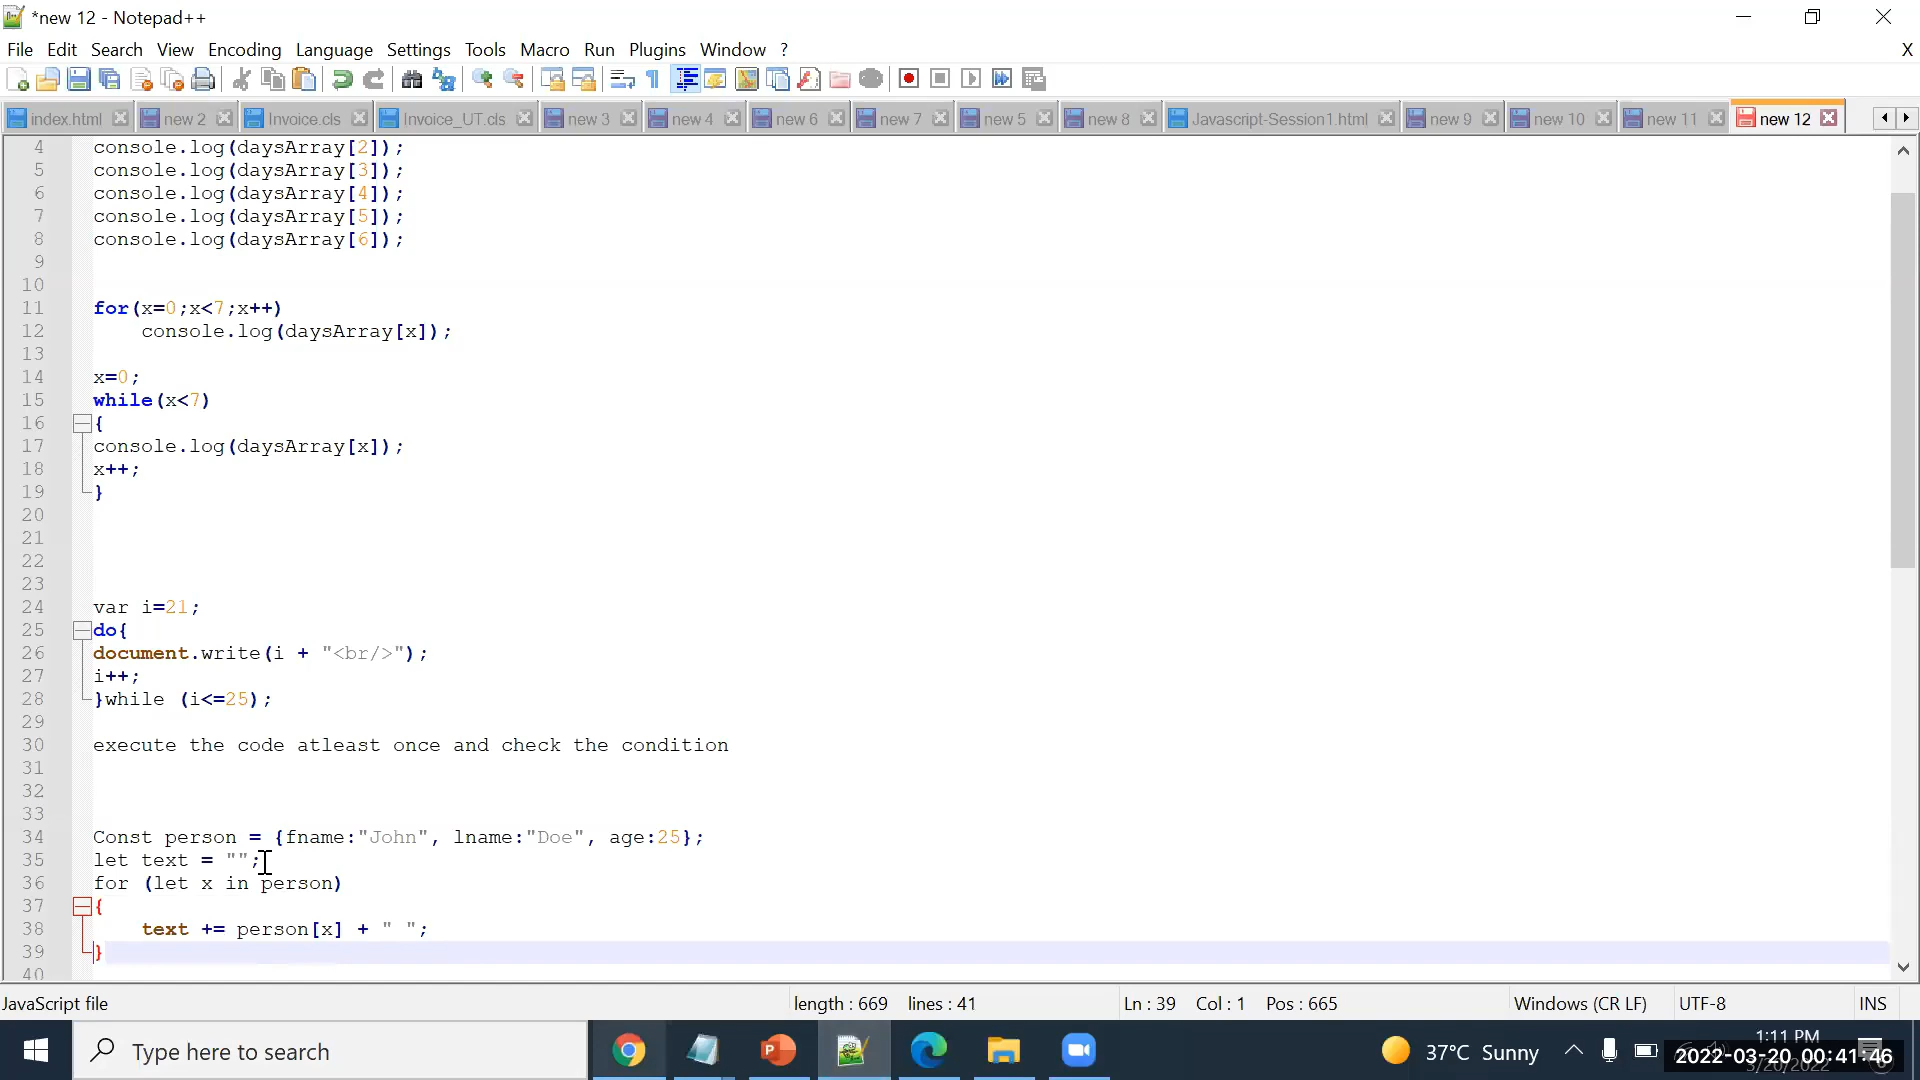 *new 12 - Notepad++
File Edit Search View Encoding Language Settings Tools Macro Run Plugins Window ? X
index.html new 2 Invoice.cls Invoice_UT.cls new 3 new 4 new 6 new 7 new 5 new 8 Javascript-Session1.html new 9 new 10 new 11 new 12
4 console.log(daysArray[2]);
5 console.log(daysArray[3]);
6 console.log(daysArray[4]);
7 console.log(daysArray[5]);
8 console.log(daysArray[6]);
9
10
11 for(x=0;x<7;x++)
12 console.log(daysArray[x]);
13
14 x=0;
15 while(x<7)
16 {
17 console.log(daysArray[x]);
18 x++;
19 }
20
21
22
23
24 var i=21;
25 do{
26 document.write(i + "<br/>");
27 i++;
28 }while (i<=25);
29
30 execute the code atleast once and check the condition
31
32
33
34 Const person = {fname:"John", lname:"Doe", age:25};
35 let text = "";
36 for (let x in person)
37 {
38 text += person[x] + " ";
39 }
40
JavaScript file length : 669 lines : 41 Ln : 39 Col : 1 Pos : 665 Windows (CR LF) UTF-8 INS
Type here to search 37°C Sunny 1:11 PM
2022-03-20 00:41:46
3/20/2022